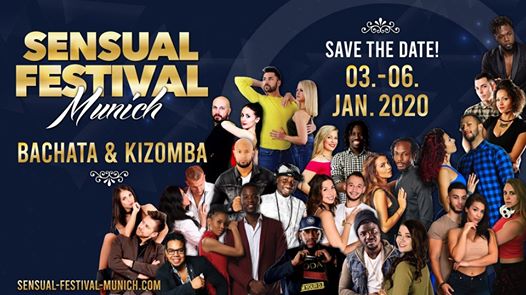 SENSUAL
FESTIVAL
Munich
BACHATA & KIZOMBA
SAVE THE DATE!
03.-06.
JAN. 2020
SENSUAL-FESTIVAL-MUNICH.COM